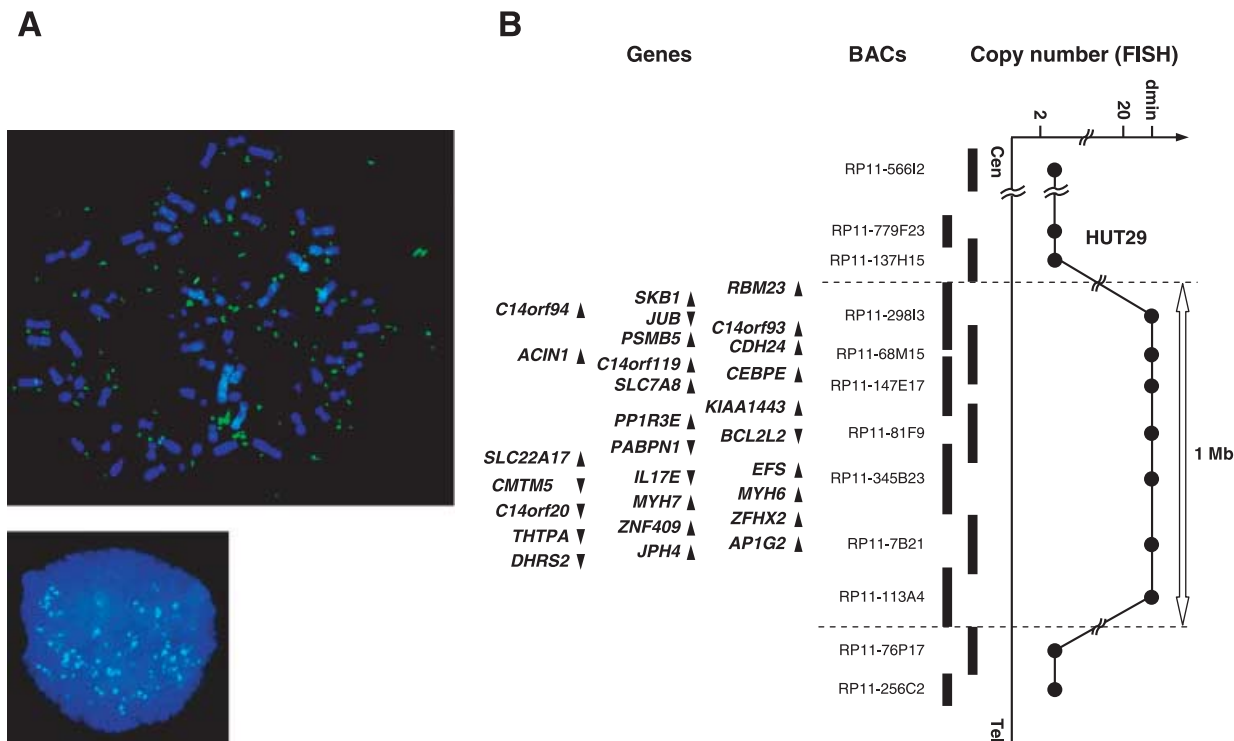 A
B
Genes
BACs
Copy number (FISH)
2
20
dmin
Cen
RP11-566I2
RP11-779F23
HUT29
RP11-137H15
RBM23
SKB1
C14orf94
JUB
RP11-298I3
C14orf93
PSMB5
CDH24
ACIN1
RP11-68M15
C14orf119
CEBPE
SLC7A8
RP11-147E17
KIAA1443
PP1R3E
BCL2L2
RP11-81F9
PABPN1
SLC22A17
1 Mb
EFS
IL17E
RP11-345B23
CMTM5
MYH6
MYH7
C14orf20
ZFHX2
ZNF409
THTPA
AP1G2
RP11-7B21
JPH4
DHRS2
RP11-113A4
RP11-76P17
RP11-256C2
Tel